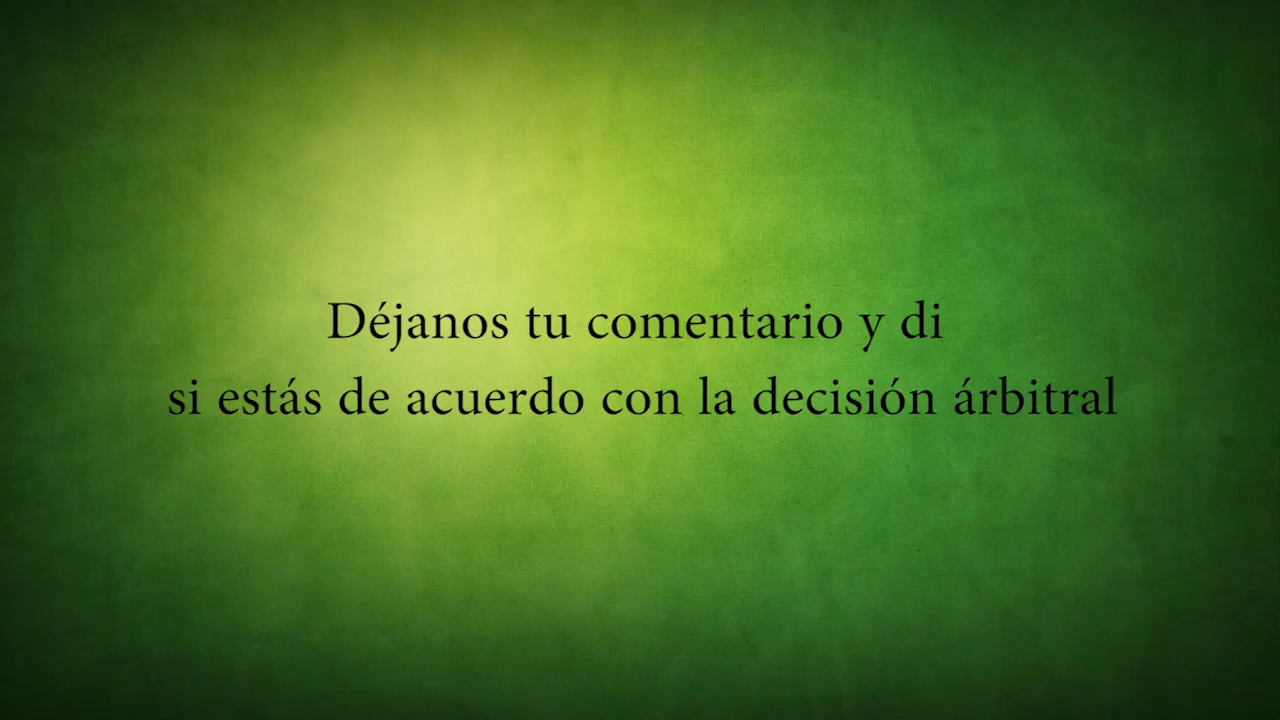 Déjanos tu comentario y di
si estás de acuerdo con la decisión árbitral